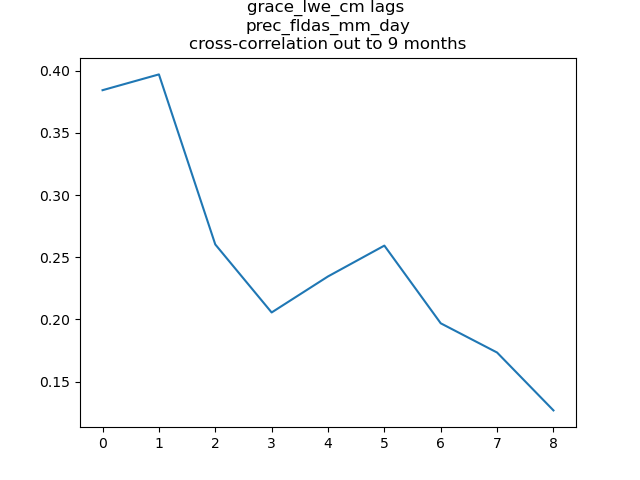 grace_lwe_cm lags
prec_fldas_mm_day
cross-correlation out to 9 months
0.40
0.35
0.30
0.25
0.20
0.15
0 1 2 3 4 5 6 7 8